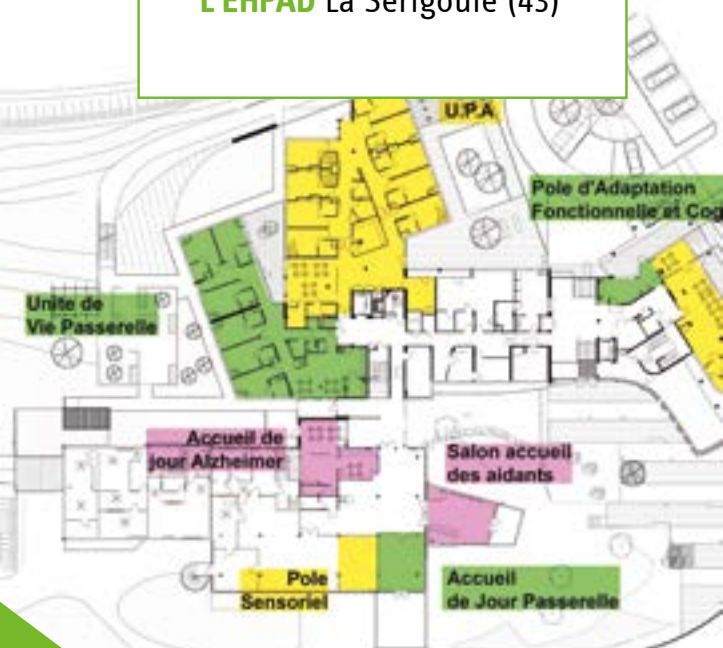 L'EHPAD La Sérigoule (43)
U.P.A
Pole d'Adaptation
Fonctionnelle et Cog
Unite de
Vie Passerelle
Accueil de
jour Alzheimer
Salon accueil
des aidants
Pole
Sensoriel
Accueil
de Jour Passerelle